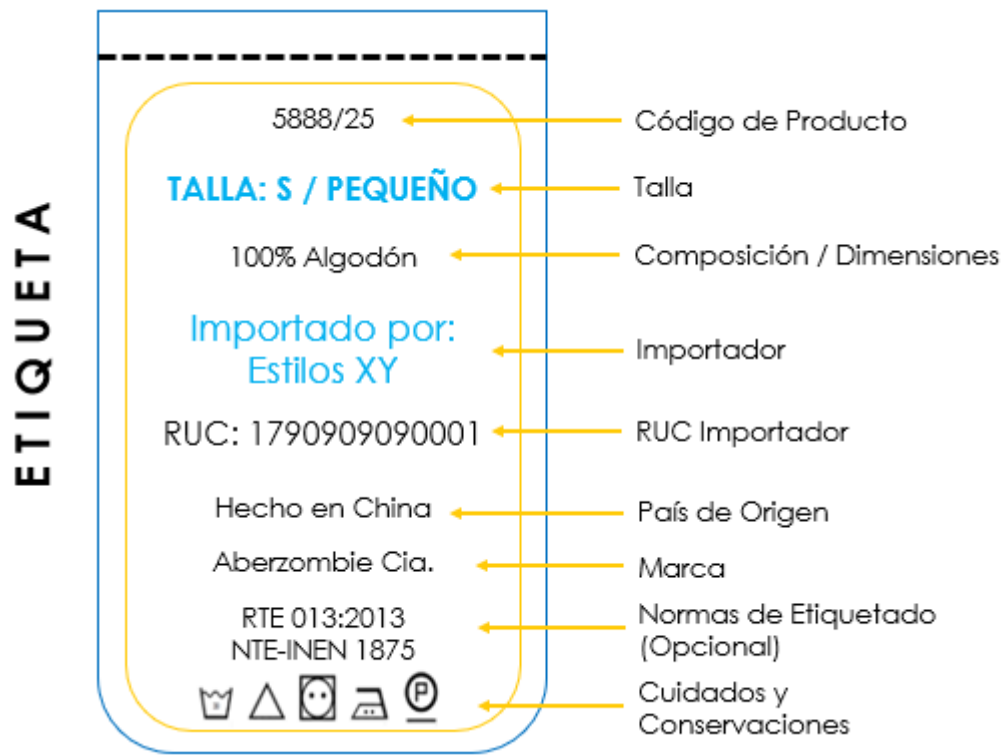 ETIQUETA
5888/25
Código de Producto
TALLA: S / PEQUEÑO
Talla
100% Algodón
Composición / Dimensiones
Importado por:
Estilos XY
Importador
RUC: 1790909090001
RUC Importador
Hecho en China
País de Origen
Aberzombie Cia.
Marca
RTE 013:2013
NTE-INEN 1875
Normas de Etiquetado
(Opcional)
P
Cuidados y
Conservaciones